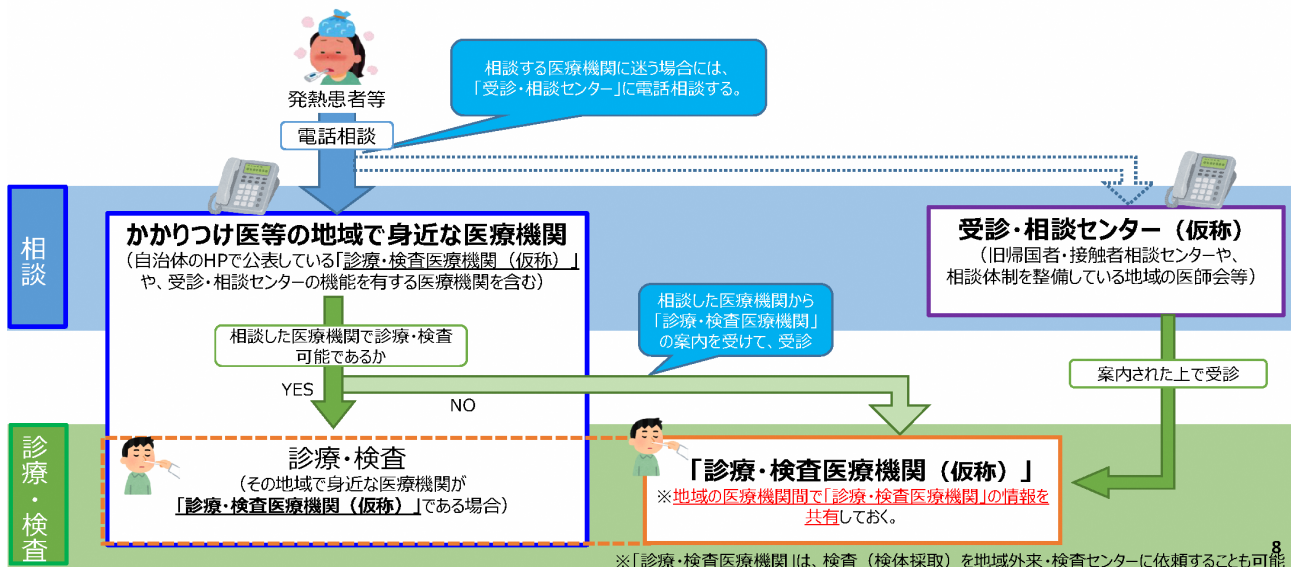 相談する医療機関に迷う場合には、
「受診・相談センター」に電話相談する。
発熱患者等
電話相談
相談
かかりつけ医等の地域で身近な医療機関
（自治体のHPで公表している「診療・検査医療機関（仮称）」
や、受診・相談センターの機能を有する医療機関を含む）
受診・相談センター（仮称）
（旧帰国者・接触者相談センターや、
相談体制を整備している地域の医師会等）
相談した医療機関から
「診療・検査医療機関」
の案内を受けて、受診
相談した医療機関で診療・検査
可能であるか
案内された上で受診
YES
NO
診療・検査
診療・検査
（その地域で身近な医療機関が
「診療・検査医療機関（仮称）」である場合）
「診療・検査医療機関（仮称）」
※地域の医療機関間で「診療・検査医療機関」の情報を
共有しておく。
※「診療・検査医療機関」は、検査（検体採取）を地域外来・検査センターに依頼することも可能
8